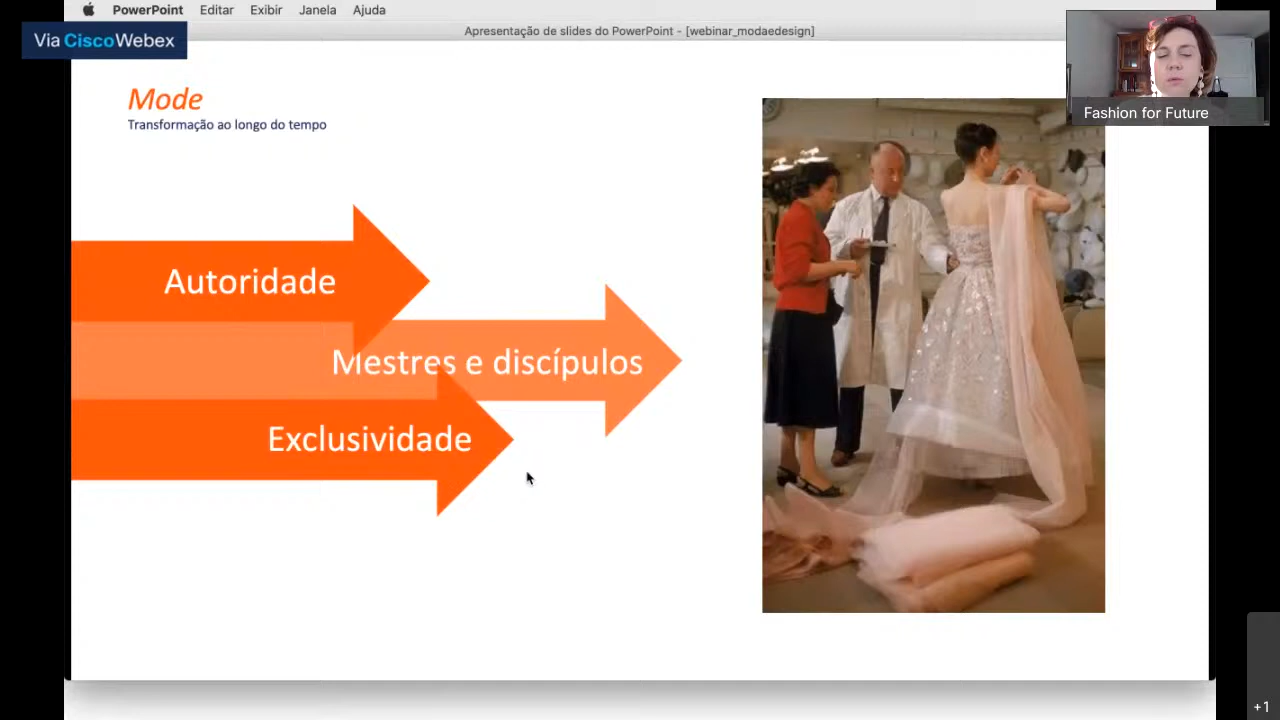 PowerPoint Editar Exibir Janela Ajuda
Apresentação de slides do PowerPoint - [webinar_modaedesign]
Via CiscoWebex
Mode
Transformação ao longo do tempo
Fashion for Future
Autoridade
Mestres e discípulos
Exclusividade
+1